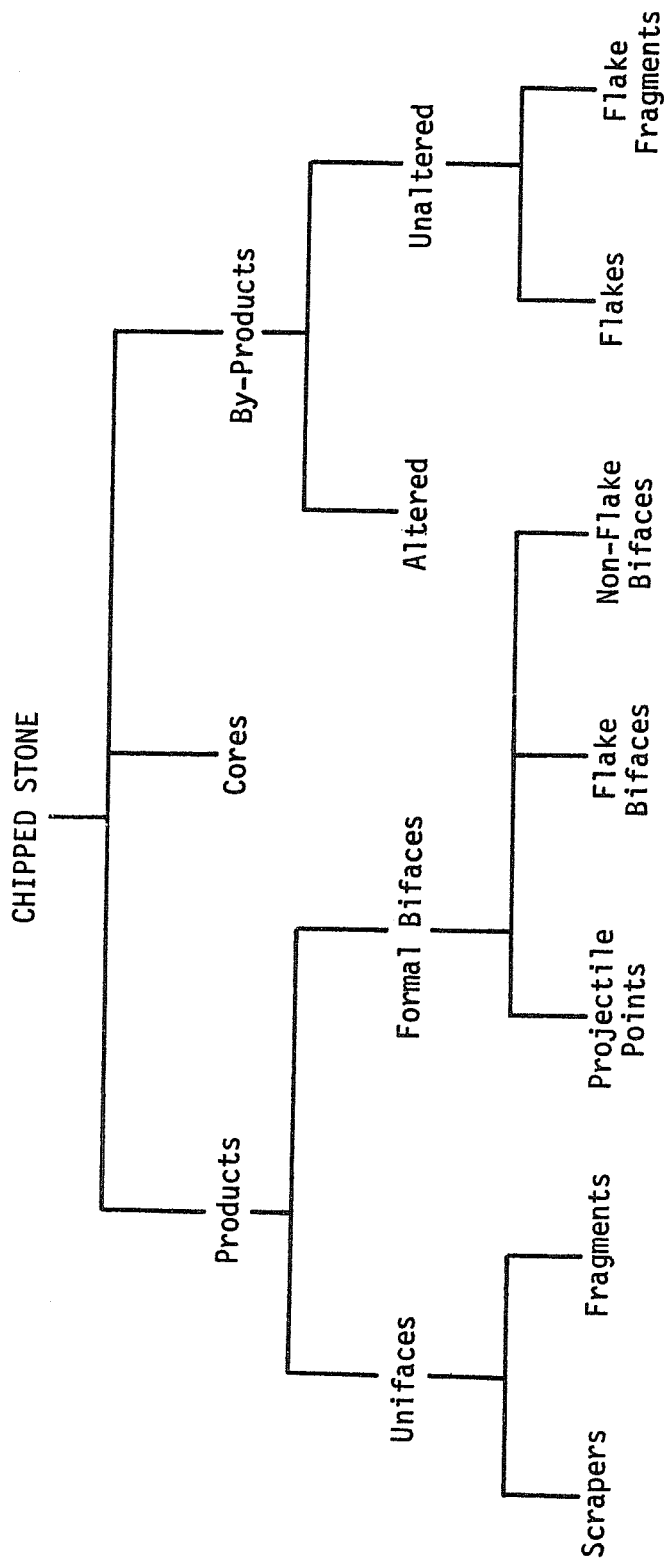 CHIPPED STONE
Products
Cores
By-Products
Unifaces
Formal Bifaces
Altered
Unaltered
Scrapers
Fragments
Projectile
Points
Flake
Bifaces
Non-Flake
Bifaces
Flakes
Flake
Fragments